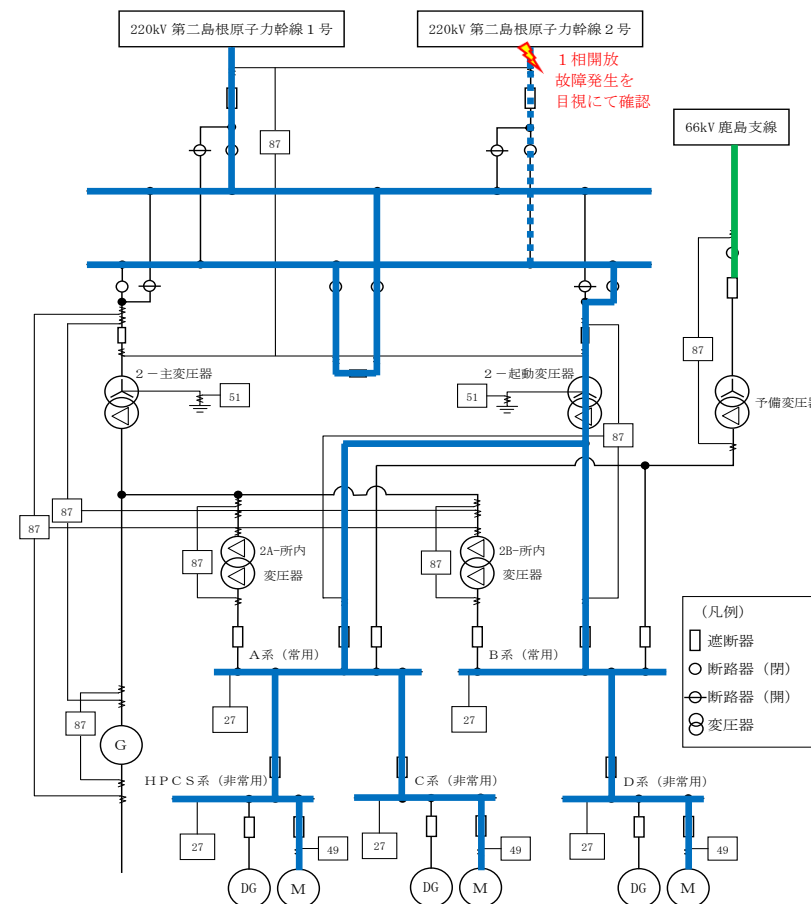 220kV 第二島根原子力幹線１号
220kV 第二島根原子力幹線２号
１相開放
故障発生を
目視にて確認
66kV 鹿島支線
87
87
２－主変圧器
51
２－起動変圧器
51
予備変圧器
87
87
87
87
2A-所内
変圧器
87
2B-所内
変圧器
（凡例）
遮断器
断路器（閉）
断路器（開）
変圧器
A系（常用）
B系（常用）
27
27
87
G
HPCS系（非常用）
C系（非常用）
D系（非常用）
27
49
27
49
27
49
DG
M
DG
M
DG
M